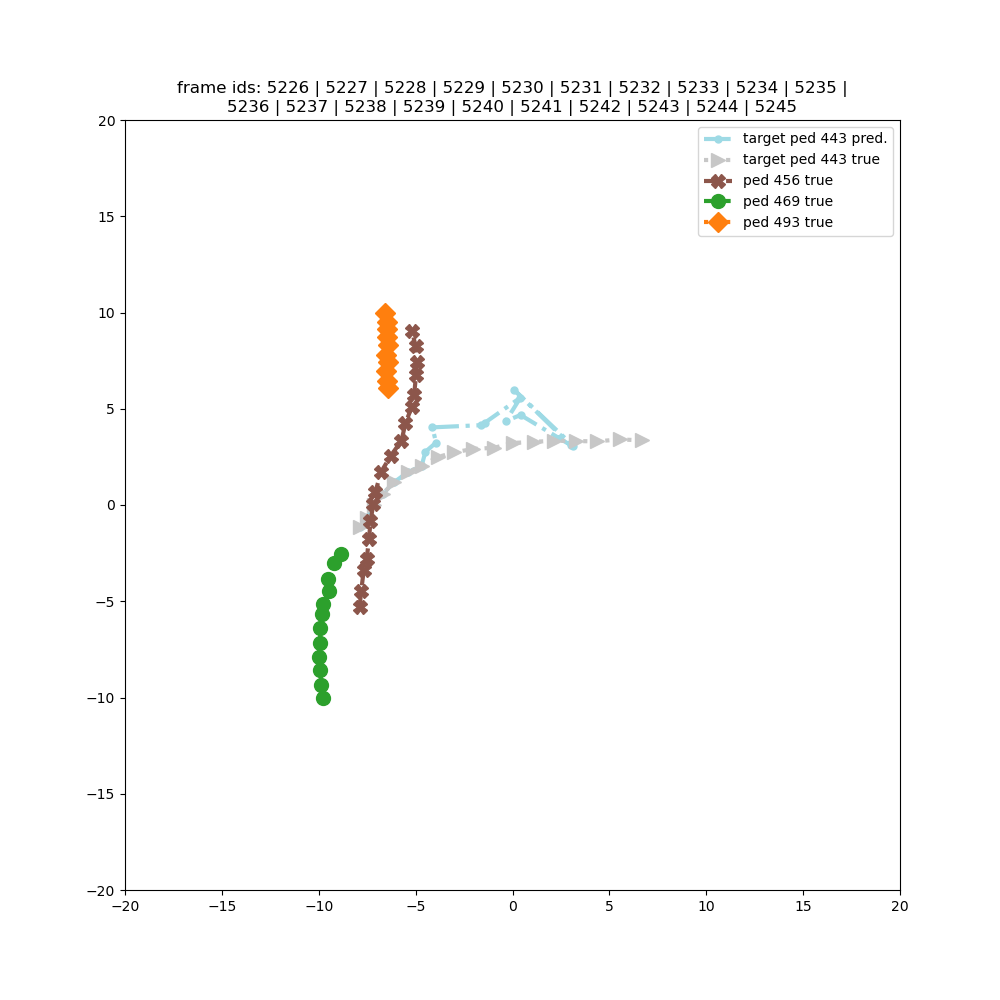 frame ids: 5226 | 5227 | 5228 | 5229 | 5230 | 5231 | 5232 | 5233 | 5234 | 5235 |
5236 | 5237 | 5238 | 5239 | 5240 | 5241 | 5242 | 5243 | 5244 | 5245
target ped 443 pred.
target ped 443 true
ped 456 true
ped 469 true
ped 493 true
20
15
10
5
0
−5
−10
−15
−20
−20 −15 −10 −5 0 5 10 15 20